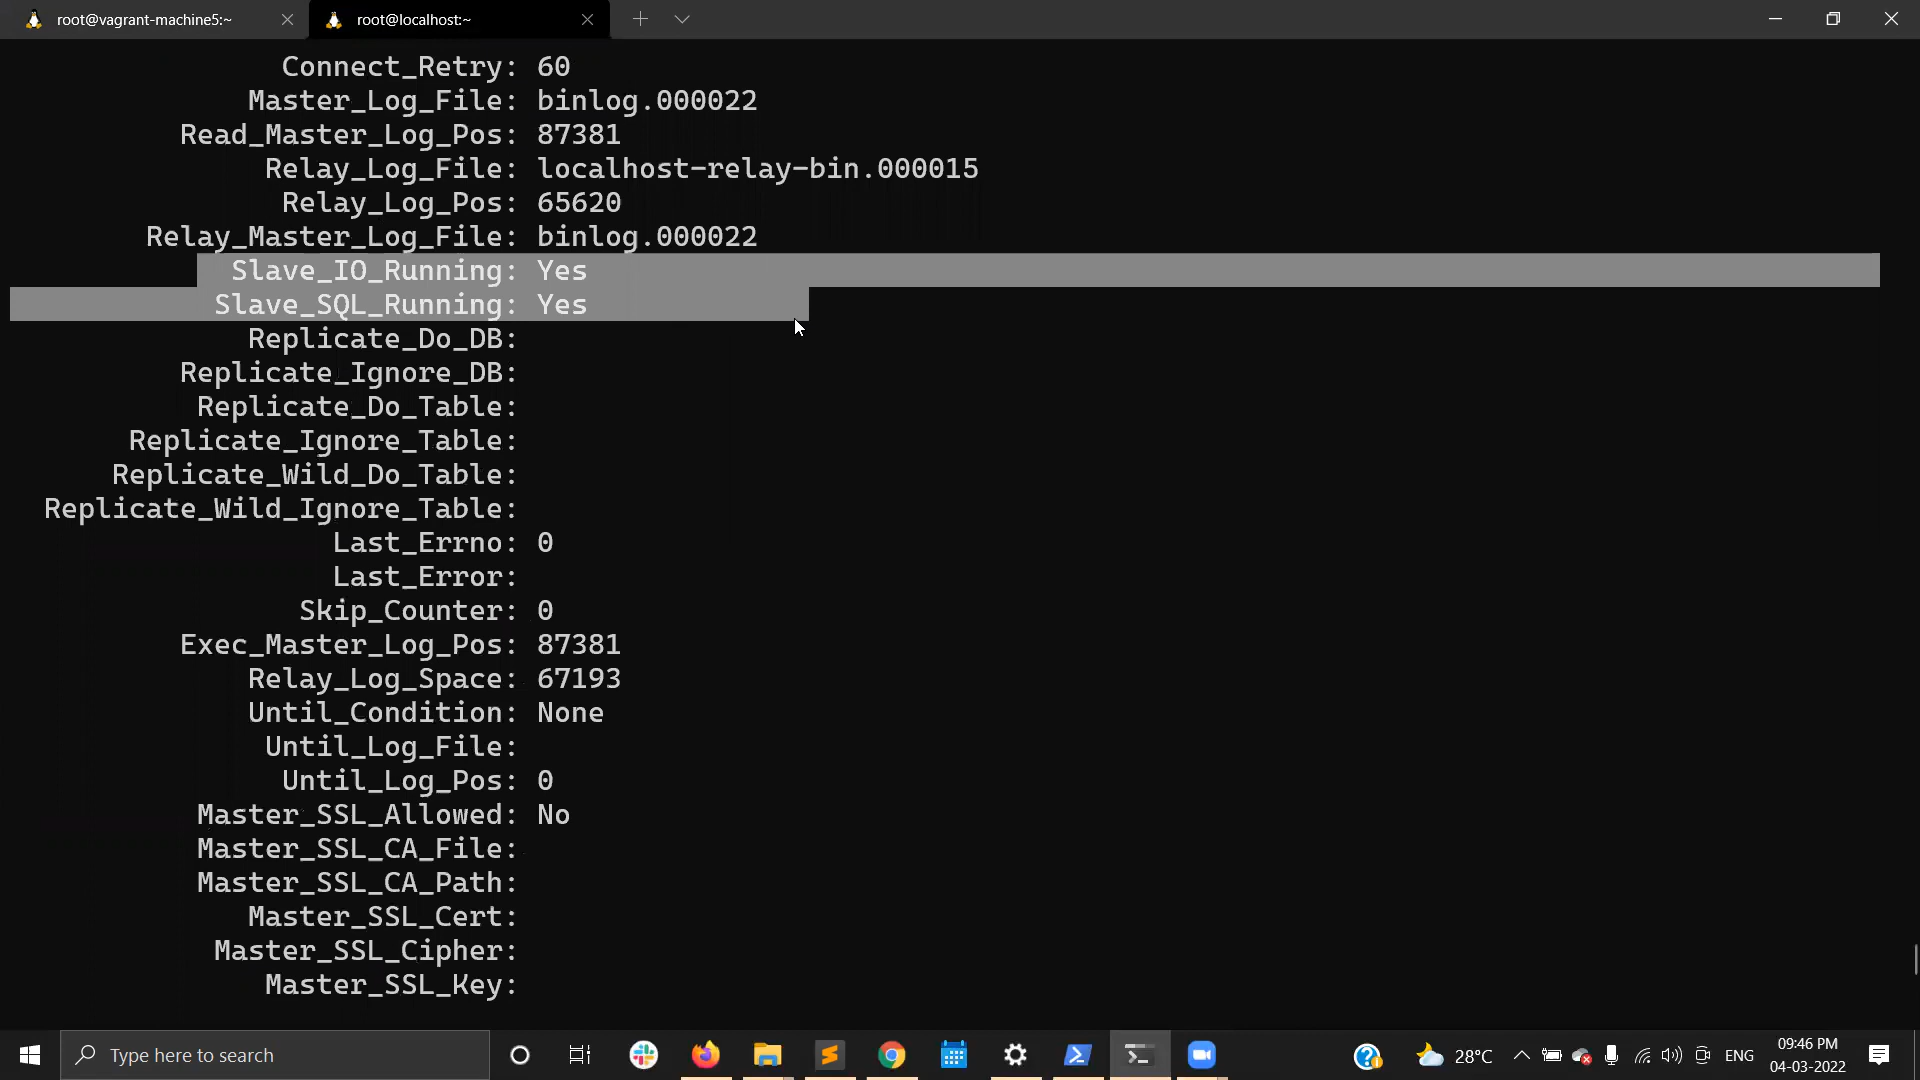 root@vagrant-machine5:~
root@localhost:~
Connect_Retry: 60
Master_Log_File: binlog.000022
Read_Master_Log_Pos: 87381
Relay_Log_File: localhost-relay-bin.000015
Relay_Log_Pos: 65620
Relay_Master_Log_File: binlog.000022
Slave_IO_Running: Yes
Slave_SQL_Running: Yes
Replicate_Do_DB:
Replicate_Ignore_DB:
Replicate_Do_Table:
Replicate_Ignore_Table:
Replicate_Wild_Do_Table:
Replicate_Wild_Ignore_Table:
Last_Errno: 0
Last_Error:
Skip_Counter: 0
Exec_Master_Log_Pos: 87381
Relay_Log_Space: 67193
Until_Condition: None
Until_Log_File:
Until_Log_Pos: 0
Master_SSL_Allowed: No
Master_SSL_CA_File:
Master_SSL_CA_Path:
Master_SSL_Cert:
Master_SSL_Cipher:
Master_SSL_Key:
Type here to search
28°C
ENG
09:46 PM
04-03-2022